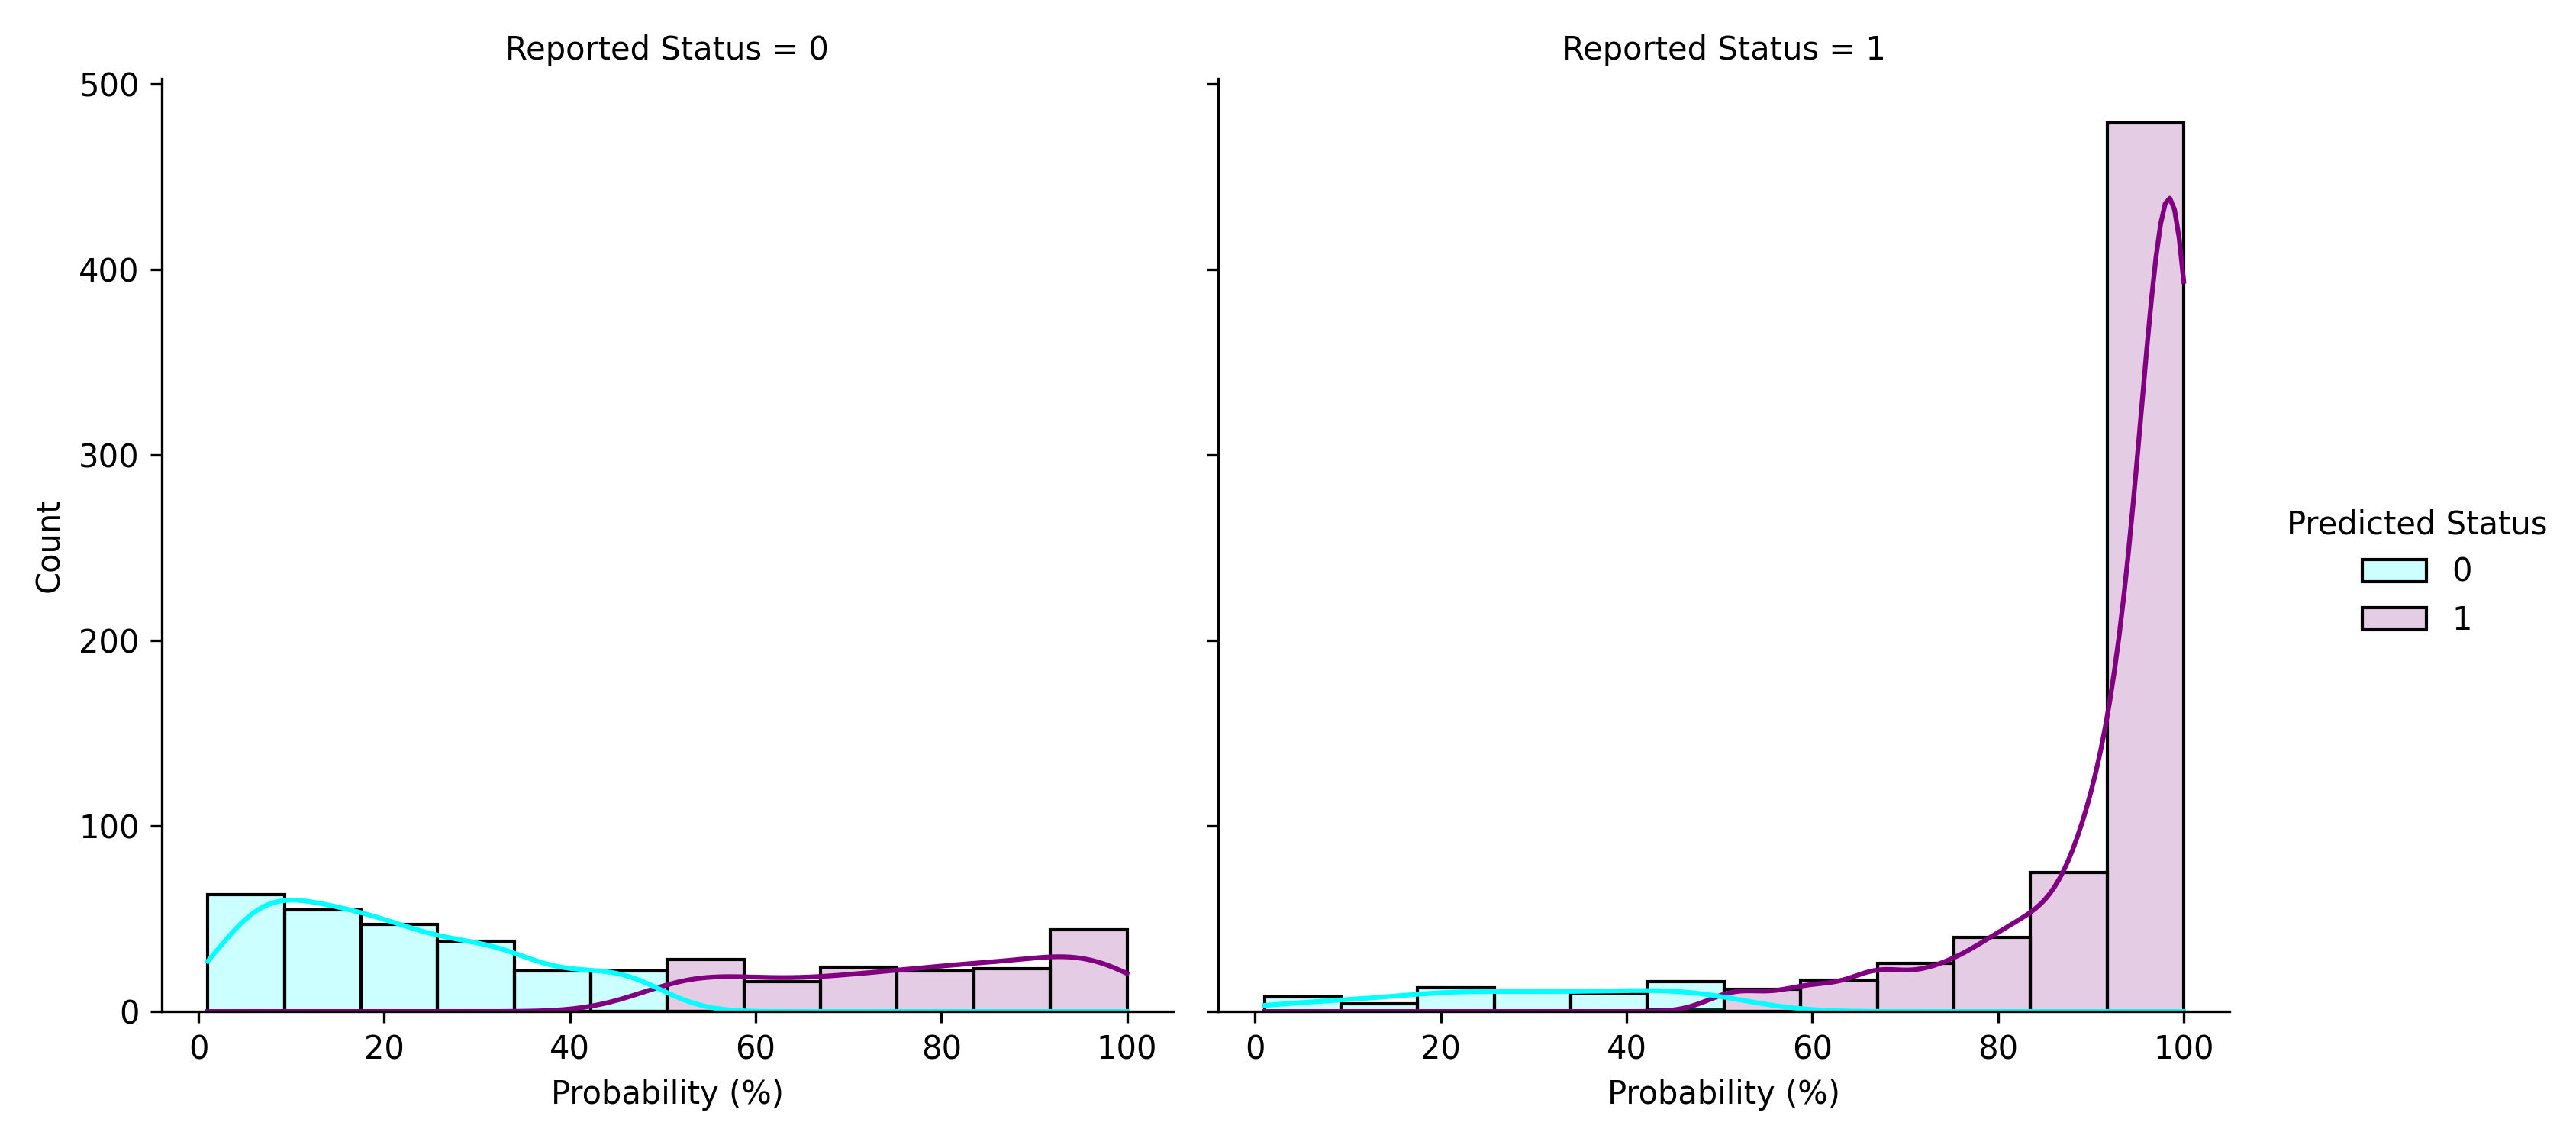 Reported Status = 0
Reported Status = 1
500
400
300
200
100
0
Count
0 20 40 60 80 100
0 20 40 60 80 100
Probability (%)
Probability (%)
Predicted Status
0
1